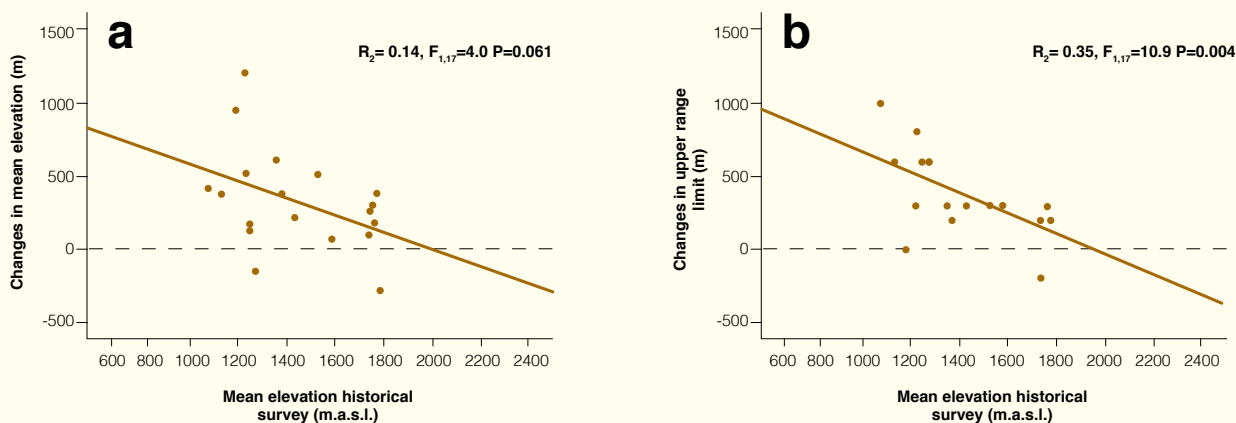 a
R2= 0.14, F1,17=4.0 P=0.061
Changes in mean elevation (m)
1500
1000
500
0
-500
600 800 1000 1200 1400 1600 1800 2000 2200 2400
Mean elevation historical
survey (m.a.s.l.)
b
R2= 0.35, F1,17=10.9 P=0.004
Changes in upper range
limit (m)
1500
1000
500
0
-500
600 800 1000 1200 1400 1600 1800 2000 2200 2400
Mean elevation historical
survey (m.a.s.l.)